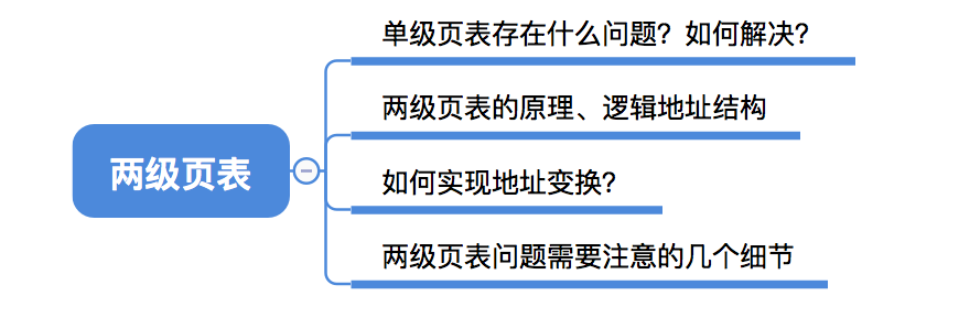 单级页表存在什么问题？如何解决？
两级页表的原理、逻辑地址结构
两级页表
如何实现地址变换？
两级页表问题需要注意的几个细节